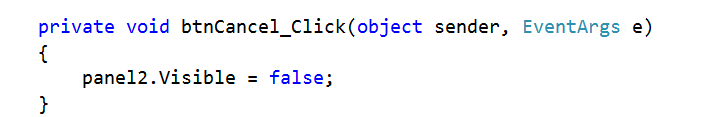 private void btnCancel_Click(object sender, EventArgs e)
{
    panel2.Visible = false;
}